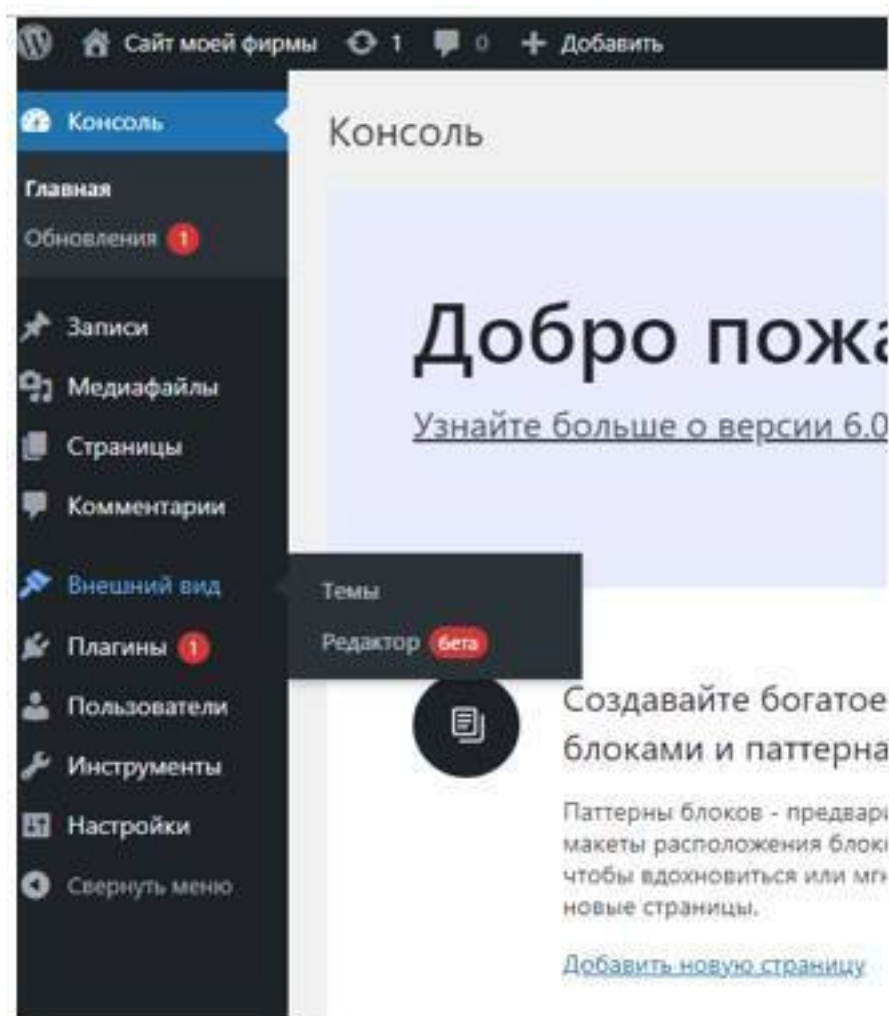 Сайт моей фирмы 1 0 + Добавить
Консоль
Главная
Обновления 1
Записи
Медиафайлы
Страницы
Комментарии
Внешний вид
Плагины 1
Пользователи
Инструменты
Настройки
Свернуть меню
Темы
Редактор бета
Консоль
Добро пожа
Узнайте больше о версии 6.0
Создавайте богатое
блоками и паттерна
Паттерны блоков - предвари
макеты расположения блок
чтобы вдохновиться или мг
новые страницы.
Добавить новую страницу